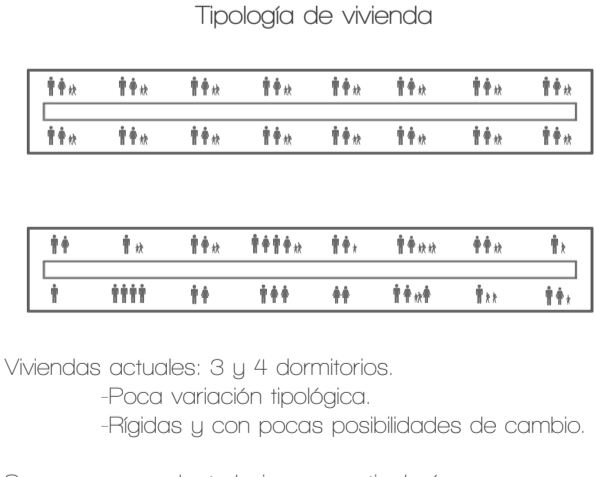 Tipología de vivienda
Viviendas actuales: 3 y 4 dormitorios.
-Poca variación tipológica.
-Rígidas y con pocas posibilidades de cambio.